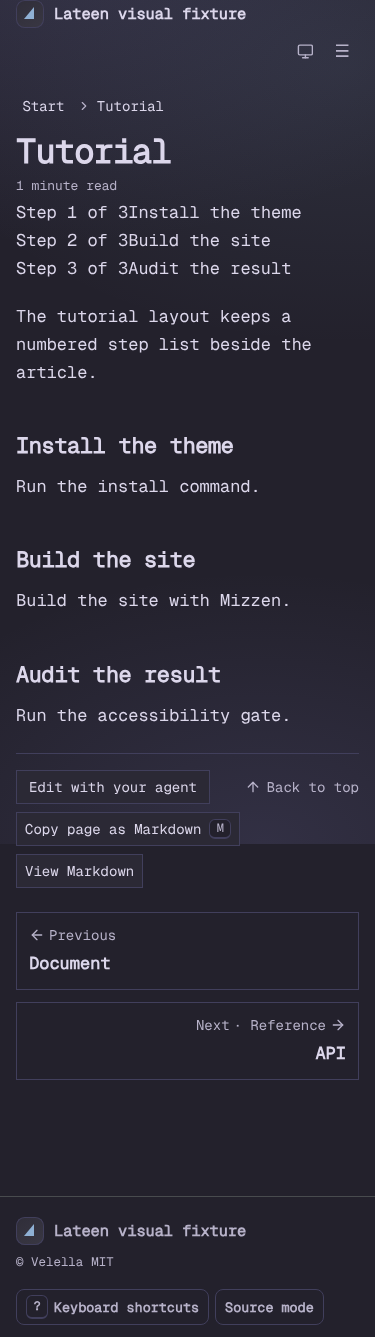 Lateen visual fixture
Start > Tutorial
Tutorial
1 minute read
Step 1 of 3Install the theme
Step 2 of 3Build the site
Step 3 of 3Audit the result
The tutorial layout keeps a
numbered step list beside the
article.
Install the theme
Run the install command.
Build the site
Build the site with Mizzen.
Audit the result
Run the accessibility gate.
Edit with your agent ↑ Back to top
Copy page as Markdown M
View Markdown
← Previous
Document
Next · Reference →
API
Lateen visual fixture
© Velella MIT
? Keyboard shortcuts Source mode